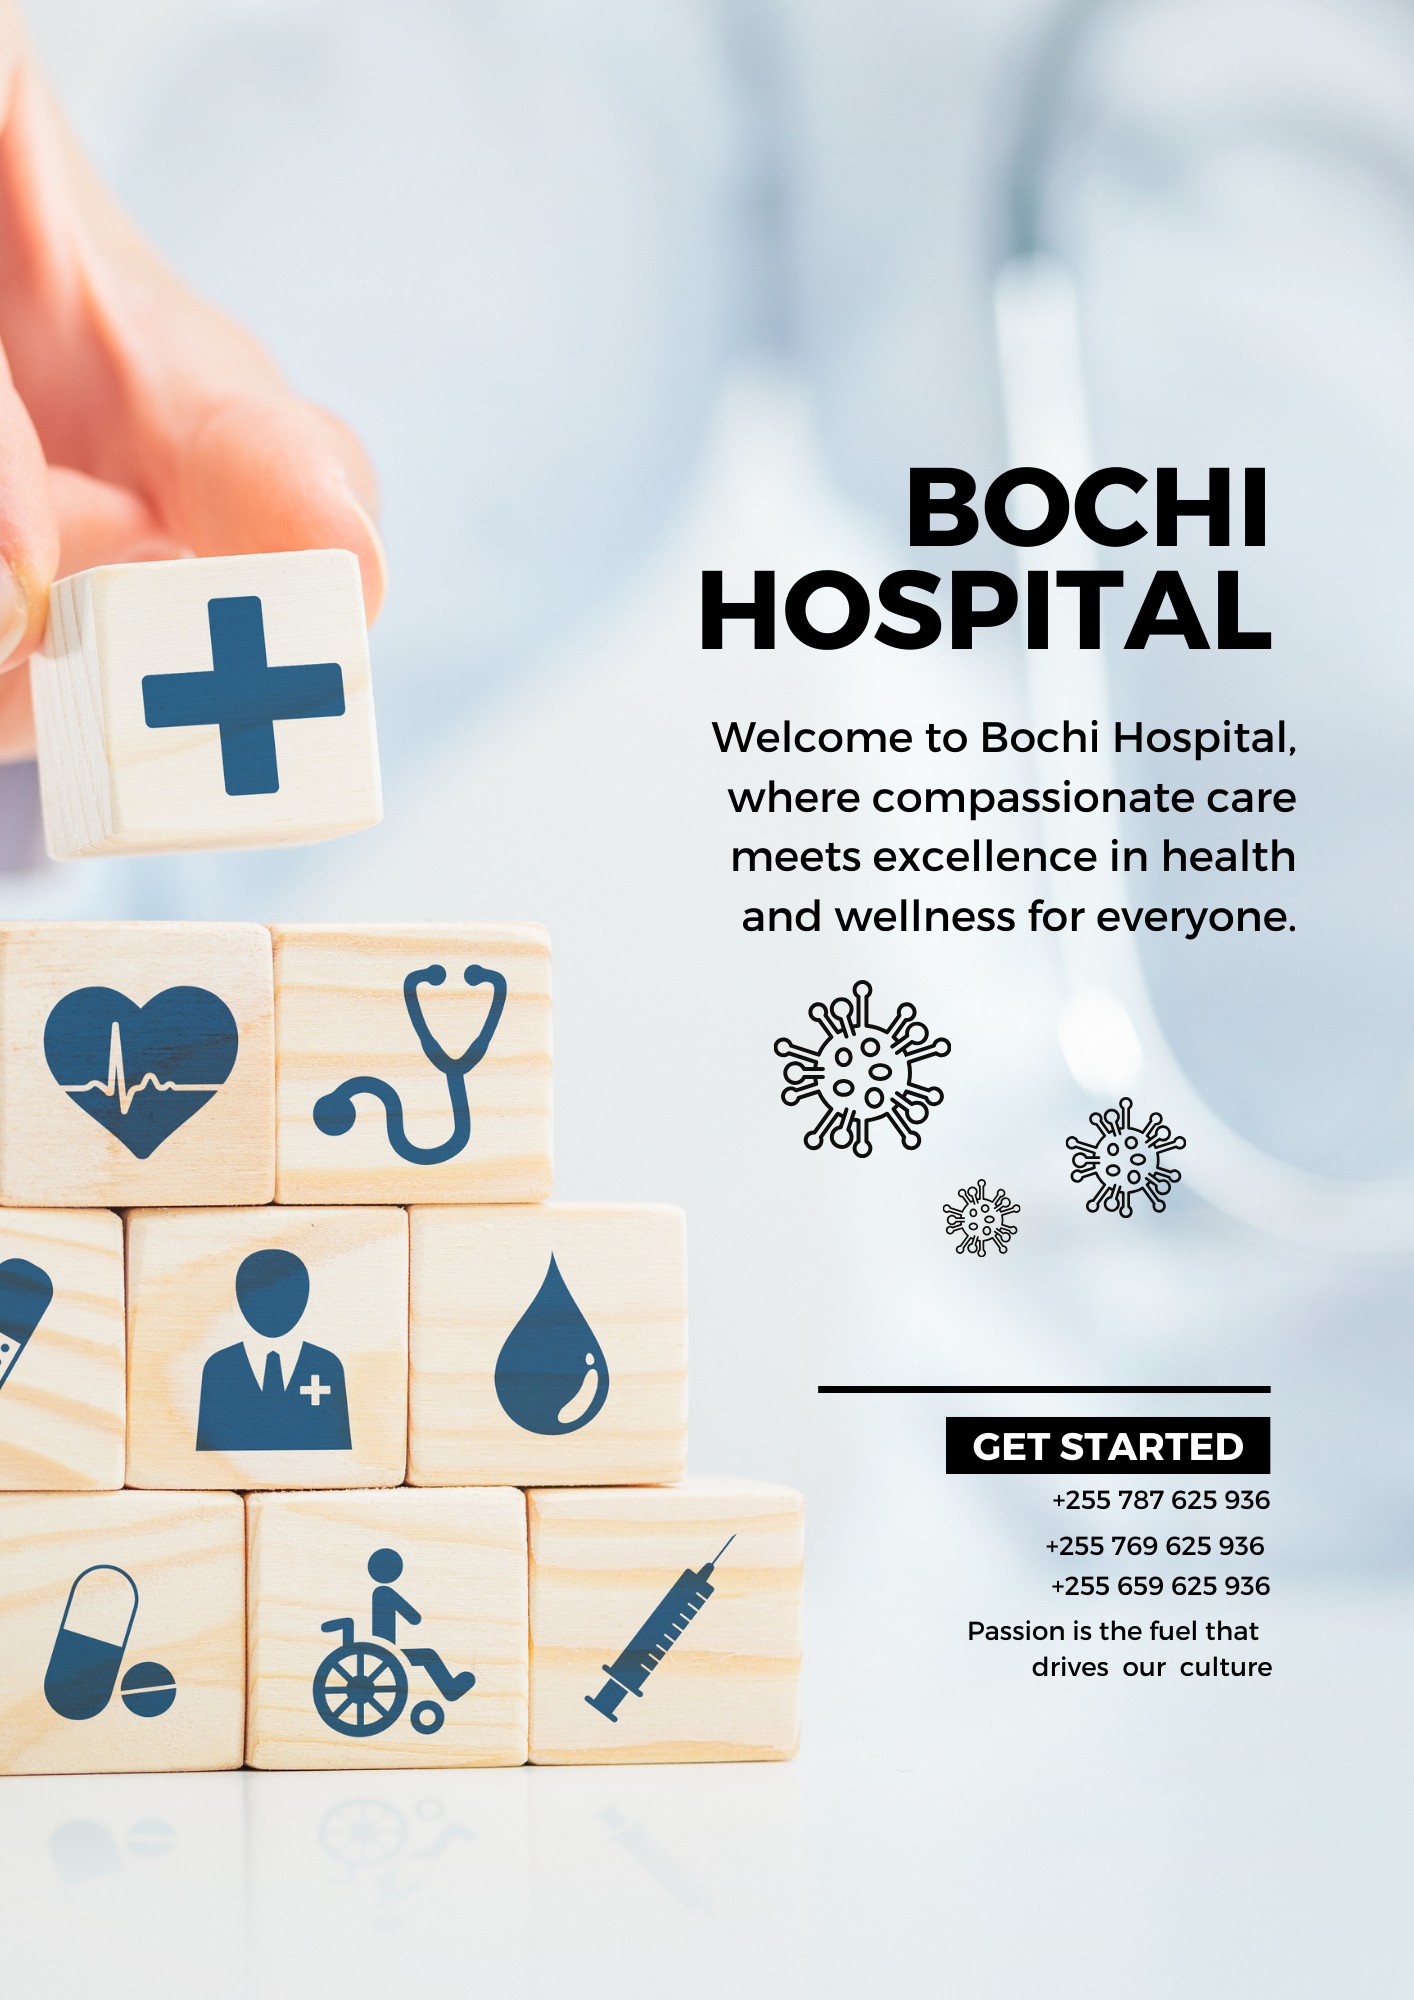 BOCHI
HOSPITAL
Welcome to Bochi Hospital,
where compassionate care
meets excellence in health
and wellness for everyone.
GET STARTED
+255 787 625 936
+255 769 625 936
+255 659 625 936
Passion is the fuel that
drives our culture